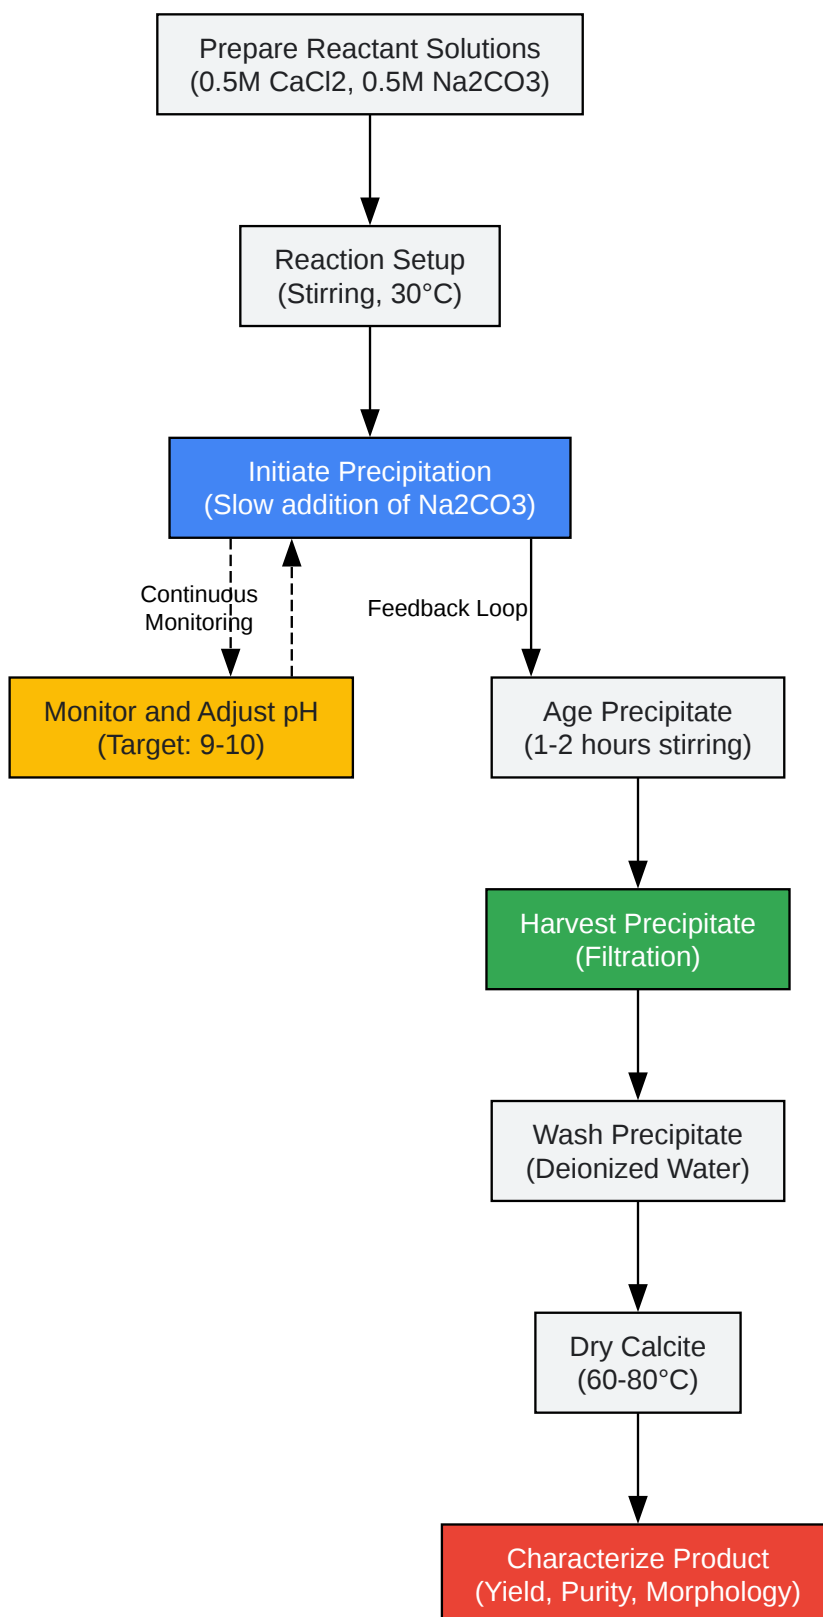 Prepare Reactant Solutions
(0.5M CaCl2, 0.5M Na2CO3)
Reaction Setup
(Stirring, 30°C)
Initiate Precipitation
(Slow addition of Na2CO3)
Continuous
Monitoring
Feedback Loop
Monitor and Adjust pH
(Target: 9-10)
Age Precipitate
(1-2 hours stirring)
Harvest Precipitate
(Filtration)
Wash Precipitate
(Deionized Water)
Dry Calcite
(60-80°C)
Characterize Product
(Yield, Purity, Morphology)